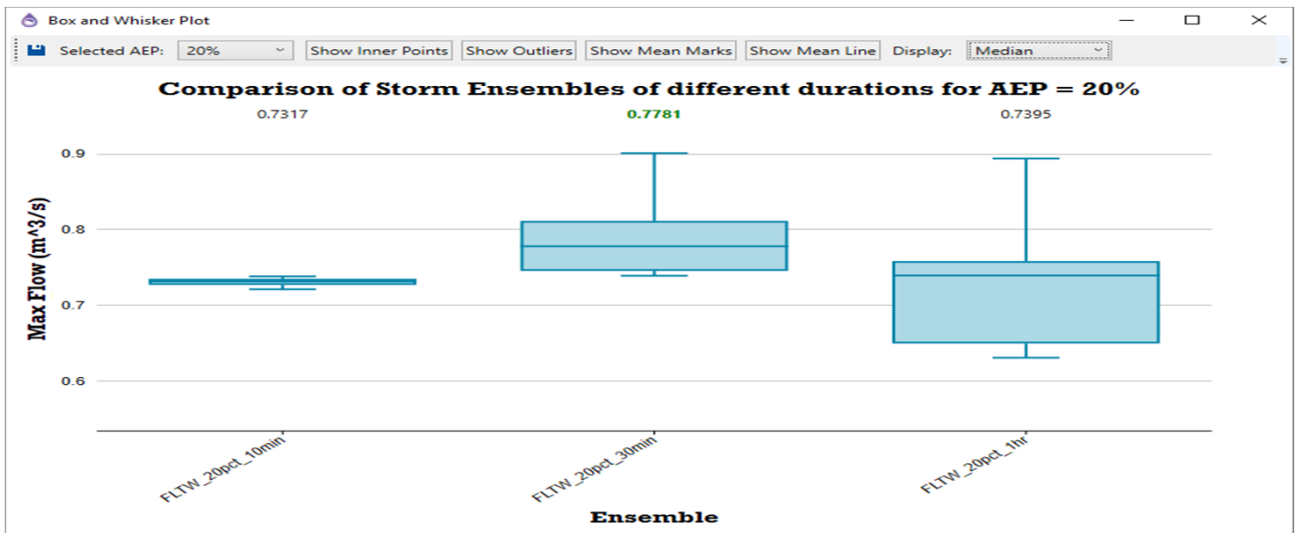 Box and Whisker Plot
Selected AEP: 20% Show Inner Points Show Outliers Show Mean Marks Show Mean Line Display: Median
Comparison of Storm Ensembles of different durations for AEP = 20%
0.7317 0.7781 0.7395
0.9
0.8
0.7
0.6
Max Flow (m^3/s)
FLTW_20pct_10min FLTW_20pct_30min FLTW_20pct_1hr
Ensemble